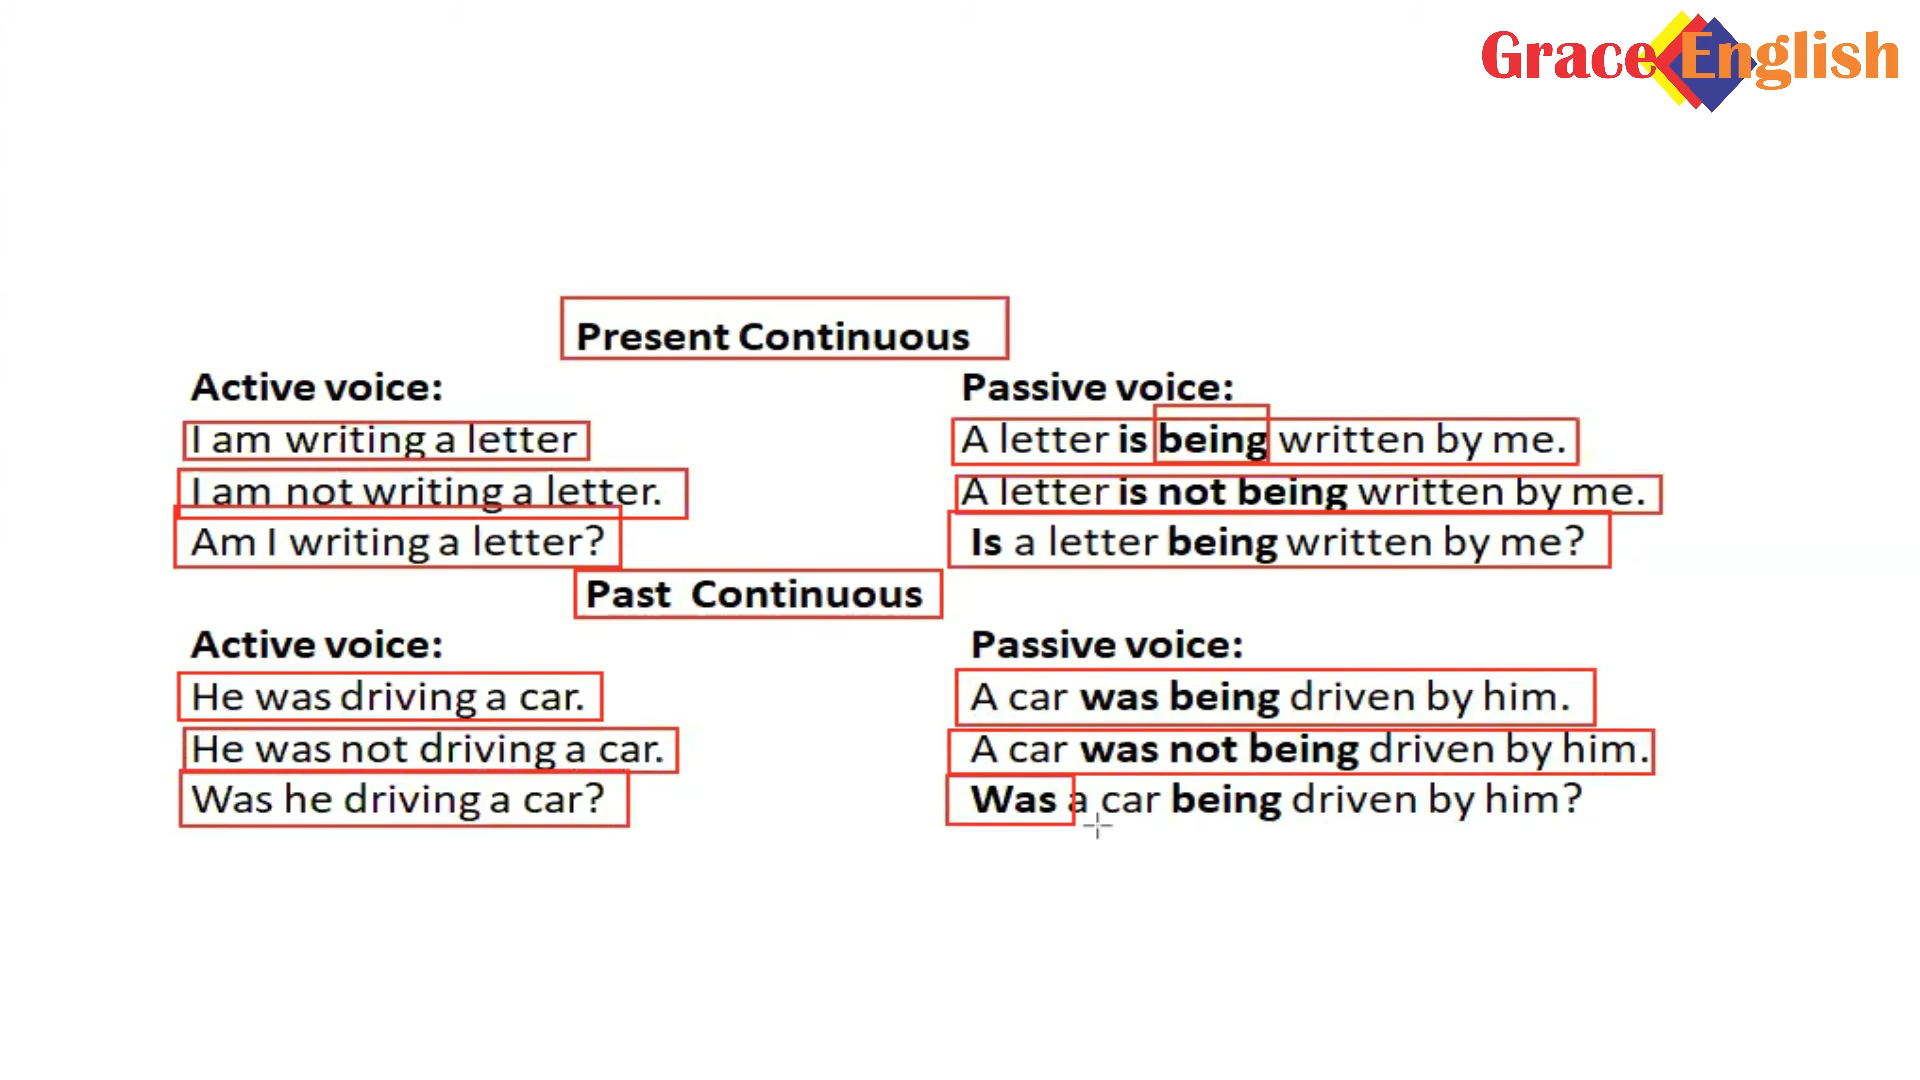 Grace English
Present Continuous
Active voice:
I am writing a letter
I am not writing a letter.
Am I writing a letter?
Passive voice:
A letter is being written by me.
A letter is not being written by me.
Is a letter being written by me?
Past Continuous
Active voice:
He was driving a car.
He was not driving a car.
Was he driving a car?
Passive voice:
A car was being driven by him.
A car was not being driven by him.
Was a car being driven by him?